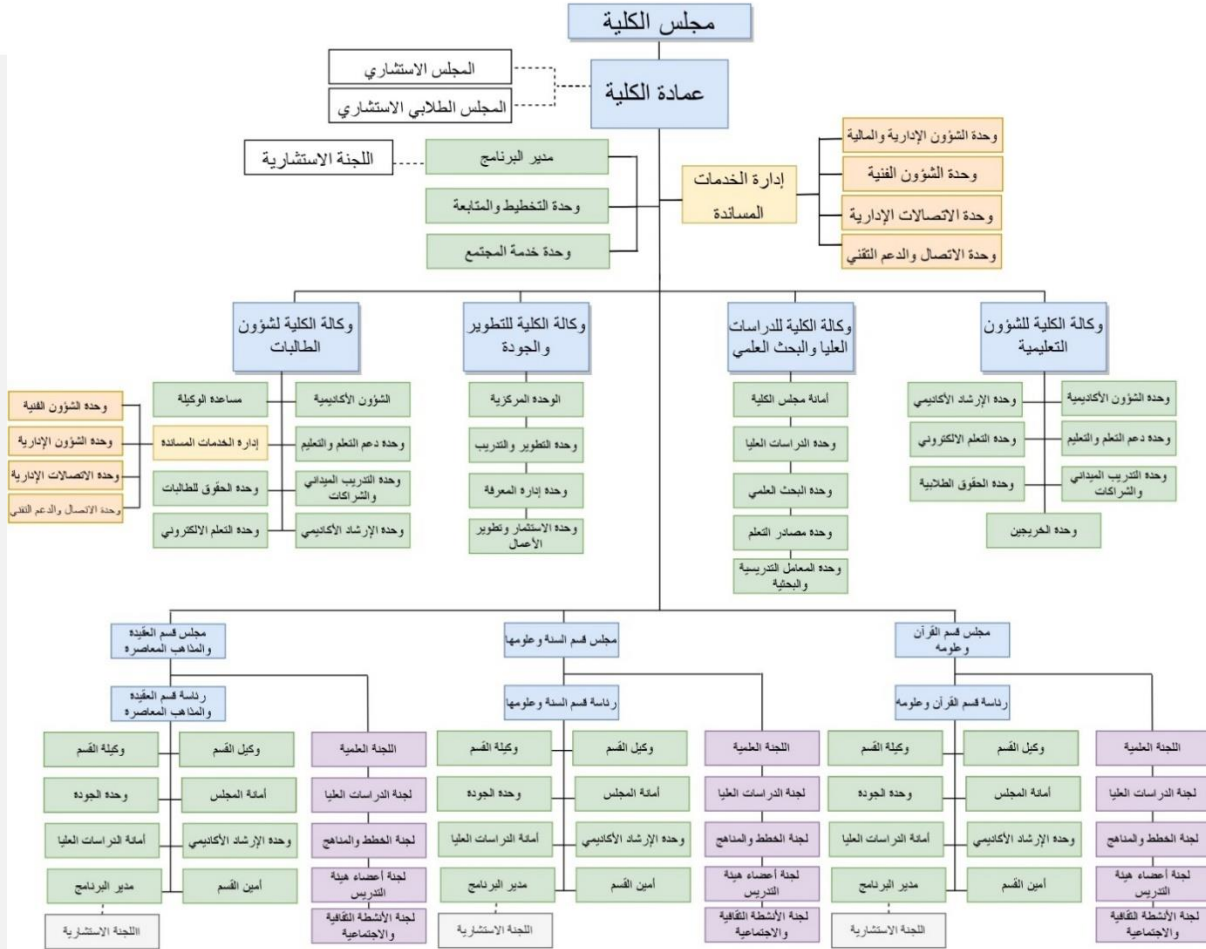 مجلس الكلية
عمادة الكلية
المجلس الاستشاري
المجلس الطلابي الاستشاري
وحدة الشؤون الإدارية والمالية
وحدة الشؤون الفنية
وحدة الاتصالات الإدارية
وحدة الاتصال والدعم التقني
إدارة الخدمات
المساندة
مدير البرنامج
وحدة التخطيط والمتابعة
وحدة خدمة المجتمع
اللجنة الاستشارية
وكالة الكلية للشؤون
التعليمية
وحدة الشؤون الأكاديمية
وحدة الإرشاد الأكاديمي
وحدة دعم التعلم والتعليم
وحدة التعلم الالكتروني
وحدة التدريب الميداني
والشراكات
وحدة الحقوق الطلابية
وحدة الخريجين
وكالة الكلية للدراسات
العليا والبحث العلمي
أمانة مجلس الكلية
وحدة الدراسات العليا
وحدة البحث العلمي
وحدة مصادر التعلم
وحدة المعامل التدريسية
والبحثية
وكالة الكلية للتطوير
والجودة
الوحدة المركزية
وحدة التطوير والتدريب
وحدة إدارة المعرفة
وحدة الاستثمار وتطوير
الأعمال
وكالة الكلية لشؤون
الطالبات
الشؤون الأكاديمية
مساعدة الوكيلة
وحدة دعم التعلم والتعليم
إدارة الخدمات المساندة
وحدة التدريب الميداني
والشراكات
وحدة الحقوق للطالبات
وحدة الإرشاد الأكاديمي
وحدة التعلم الالكتروني
وحدة الشؤون الفنية
وحدة الشؤون الإدارية
وحدة الاتصالات الإدارية
وحدة الاتصال والدعم التقني
مجلس قسم القرآن
وعلومه
رئاسة قسم القرآن وعلومه
اللجنة العلمية
لجنة الدراسات العليا
لجنة الخطط والمناهج
لجنة أعضاء هيئة
التدريس
لجنة الأنشطة الثقافية
والاجتماعية
وكيل القسم
وكيلة القسم
أمانة المجلس
وحدة الجودة
وحدة الإرشاد الأكاديمي
أمانة الدراسات العليا
أمين القسم
مدير البرنامج
اللجنة الاستشارية
مجلس قسم السنة وعلومها
رئاسة قسم السنة وعلومها
اللجنة العلمية
لجنة الدراسات العليا
لجنة الخطط والمناهج
لجنة أعضاء هيئة
التدريس
لجنة الأنشطة الثقافية
والاجتماعية
وكيل القسم
وكيلة القسم
أمانة المجلس
وحدة الجودة
وحدة الإرشاد الأكاديمي
أمانة الدراسات العليا
أمين القسم
مدير البرنامج
اللجنة الاستشارية
مجلس قسم العقيدة
والمذاهب المعاصرة
رئاسة قسم العقيدة
والمذاهب المعاصرة
اللجنة العلمية
لجنة الدراسات العليا
لجنة الخطط والمناهج
لجنة أعضاء هيئة
التدريس
لجنة الأنشطة الثقافية
والاجتماعية
وكيل القسم
وكيلة القسم
أمانة المجلس
وحدة الجودة
وحدة الإرشاد الأكاديمي
أمانة الدراسات العليا
أمين القسم
مدير البرنامج
االلجنة الاستشارية